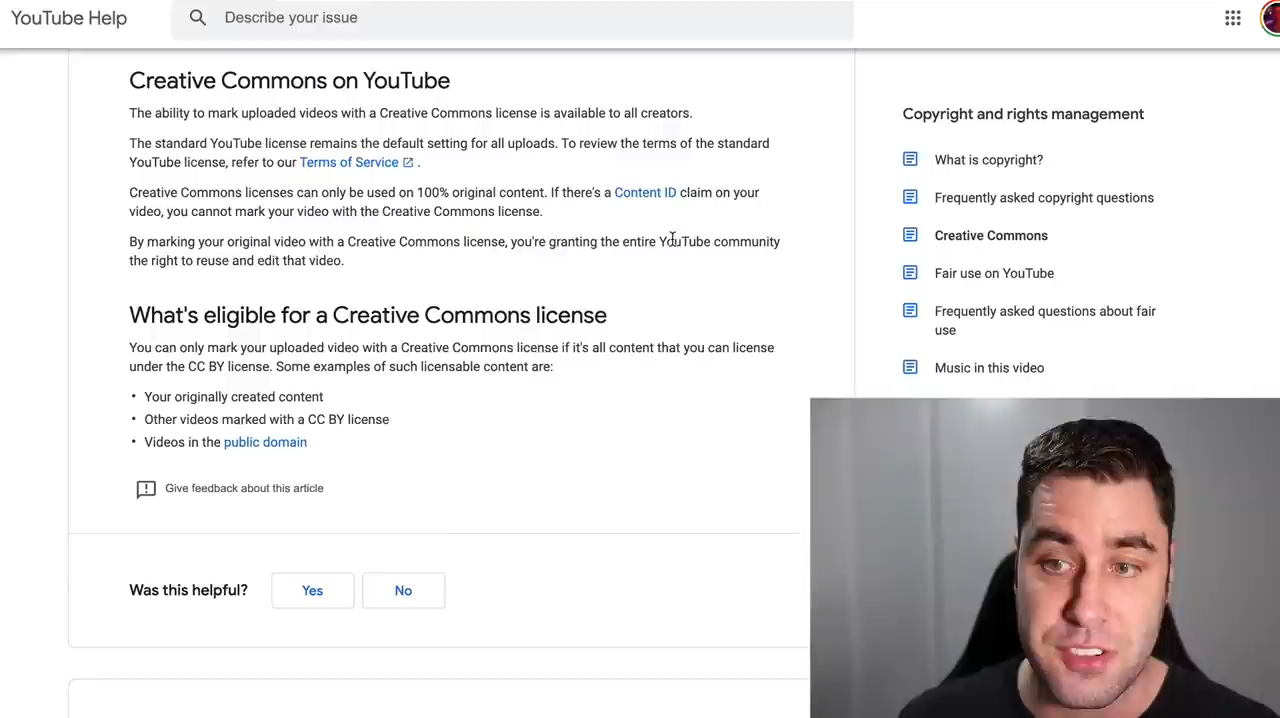 YouTube Help
Describe your issue
Creative Commons on YouTube
The ability to mark uploaded videos with a Creative Commons license is available to all creators.
The standard YouTube license remains the default setting for all uploads. To review the terms of the standard
YouTube license, refer to our Terms of Service .
Creative Commons licenses can only be used on 100% original content. If there's a Content ID claim on your
video, you cannot mark your video with the Creative Commons license.
By marking your original video with a Creative Commons license, you're granting the entire YouTube community
the right to reuse and edit that video.
What's eligible for a Creative Commons license
You can only mark your uploaded video with a Creative Commons license if it's all content that you can license
under the CC BY license. Some examples of such licensable content are:
• Your originally created content
• Other videos marked with a CC BY license
• Videos in the public domain
Give feedback about this article
Was this helpful?
Yes
No
Copyright and rights management
What is copyright?
Frequently asked copyright questions
Creative Commons
Fair use on YouTube
Frequently asked questions about fair
use
Music in this video